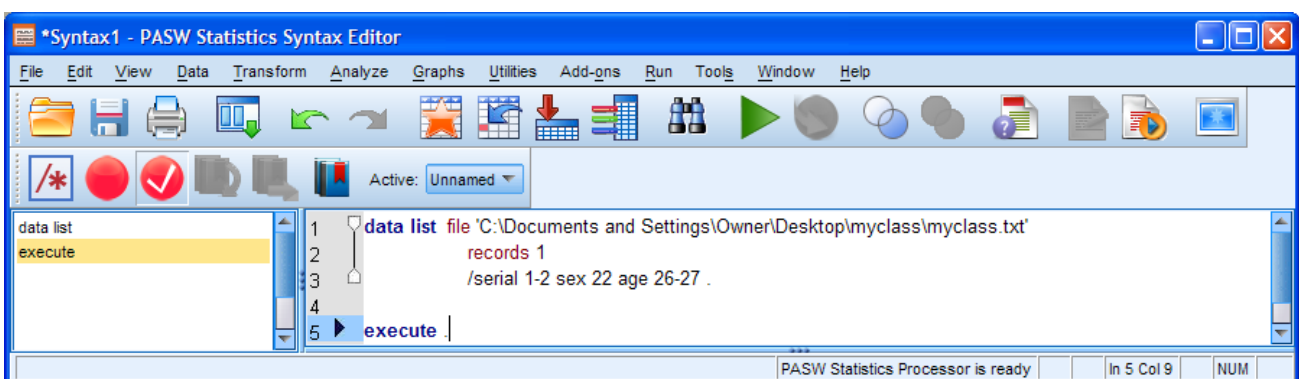 *Syntax1 - PASW Statistics Syntax Editor
File Edit View Data Transform Analyze Graphs Utilities Add-ons Run Tools Window Help
/*
Active: Unnamed
data list
execute
1 data list file 'C:\Documents and Settings\Owner\Desktop\myclass\myclass.txt'
2 records 1
3 /serial 1-2 sex 22 age 26-27 .
4
5 execute .
PASW Statistics Processor is ready In 5 Col 9 NUM